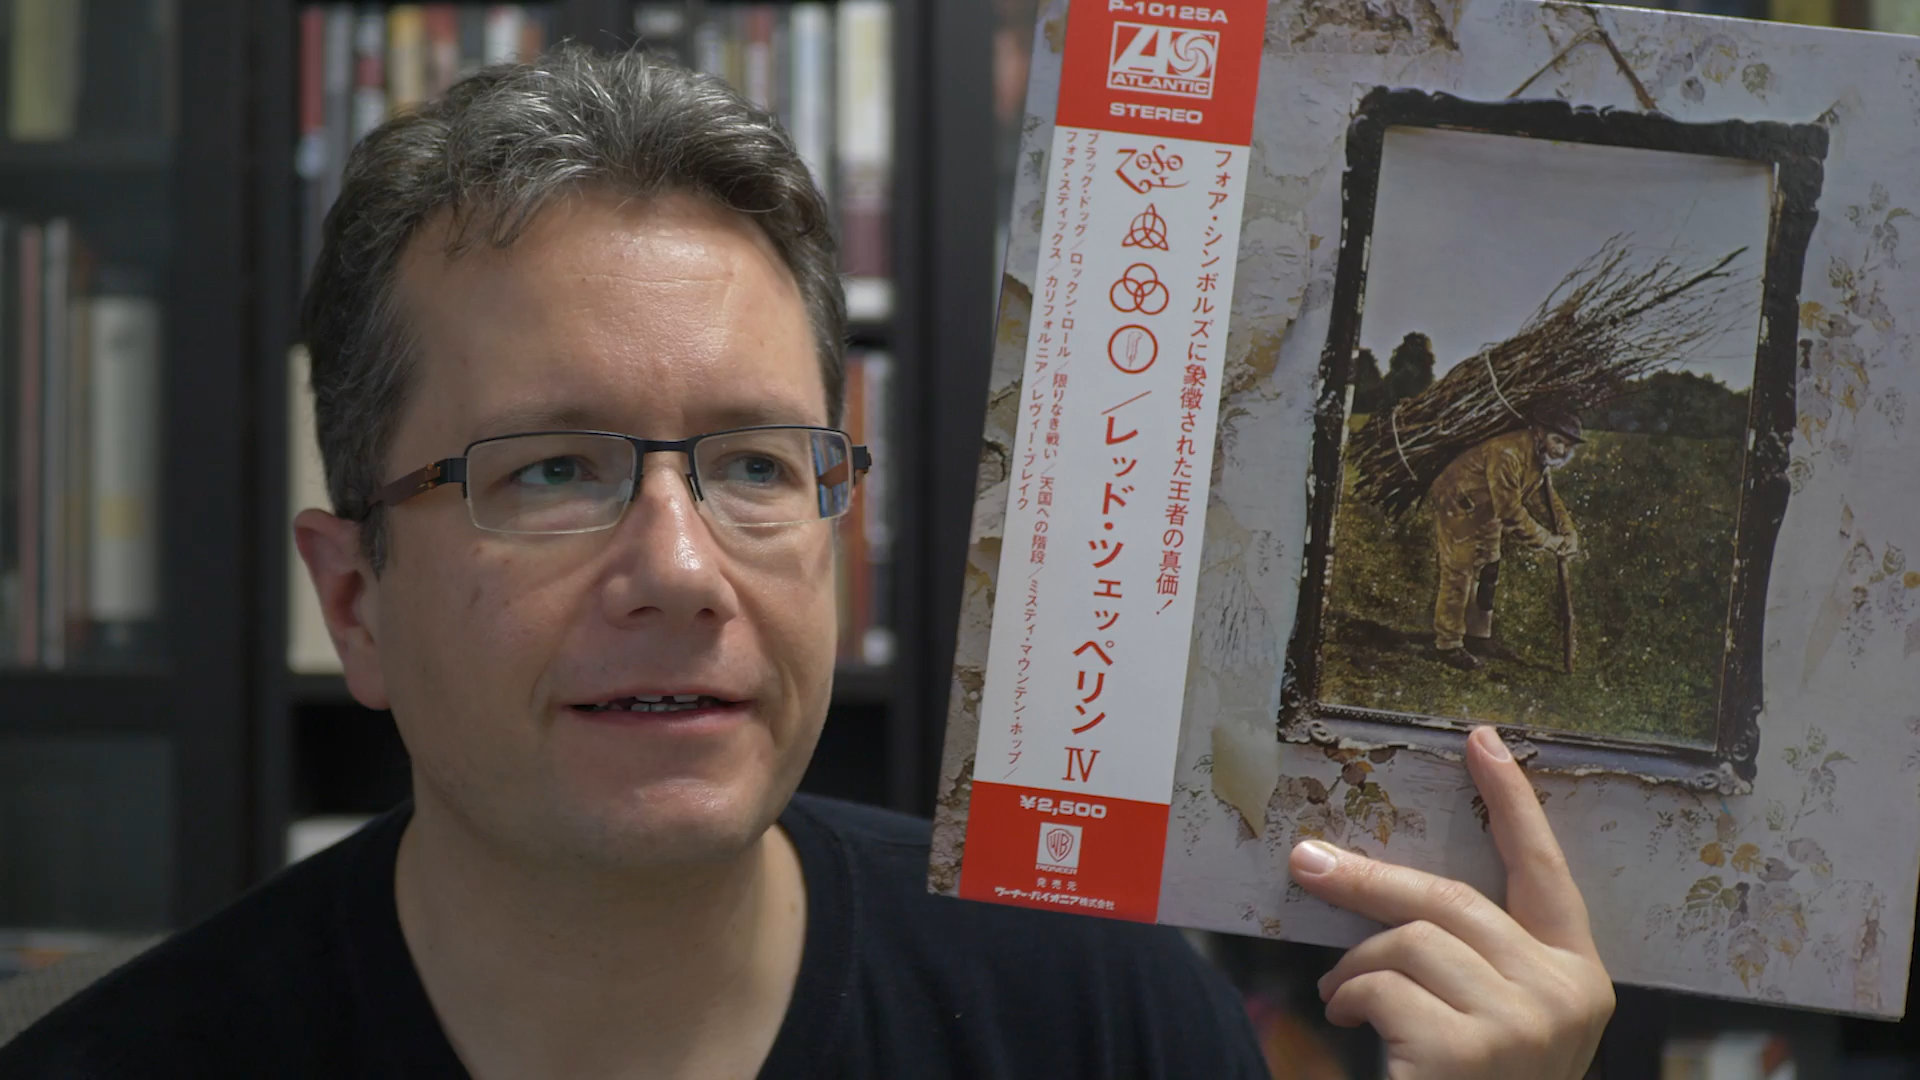 P-10125A
ATLANTIC
STEREO
フォア・シンボルズに象徴された王者の真価!
ZoSo
／レッド・ツェッペリン Ⅳ
ブラック・ドッグ／ロックン・ロール／限りなき戦い／天国への階段／ミスティ・マウンテン・ホップ／
フォア・スティックス／カリフォルニア／レヴィー・ブレイク
¥2,500
WB
PIONEER
発売元
ワーナー・パイオニア株式会社